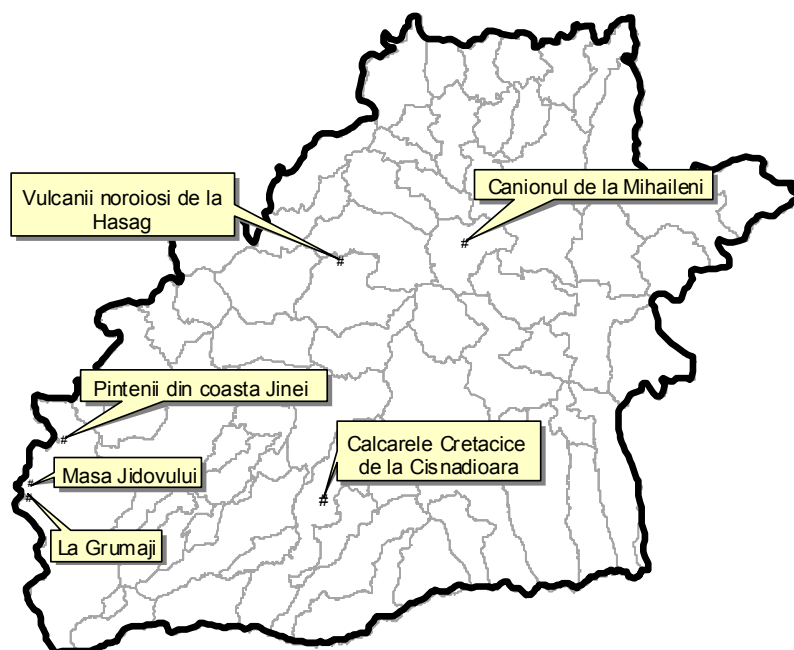 Vulcanii noroiosi de la
Hasag
#
Canionul de la Mihaileni
#
Pintenii din coasta Jinei
#
Masa Jidovului
#
La Grumaji
#
Calcarele Cretacice
de la Cisnadioara
#